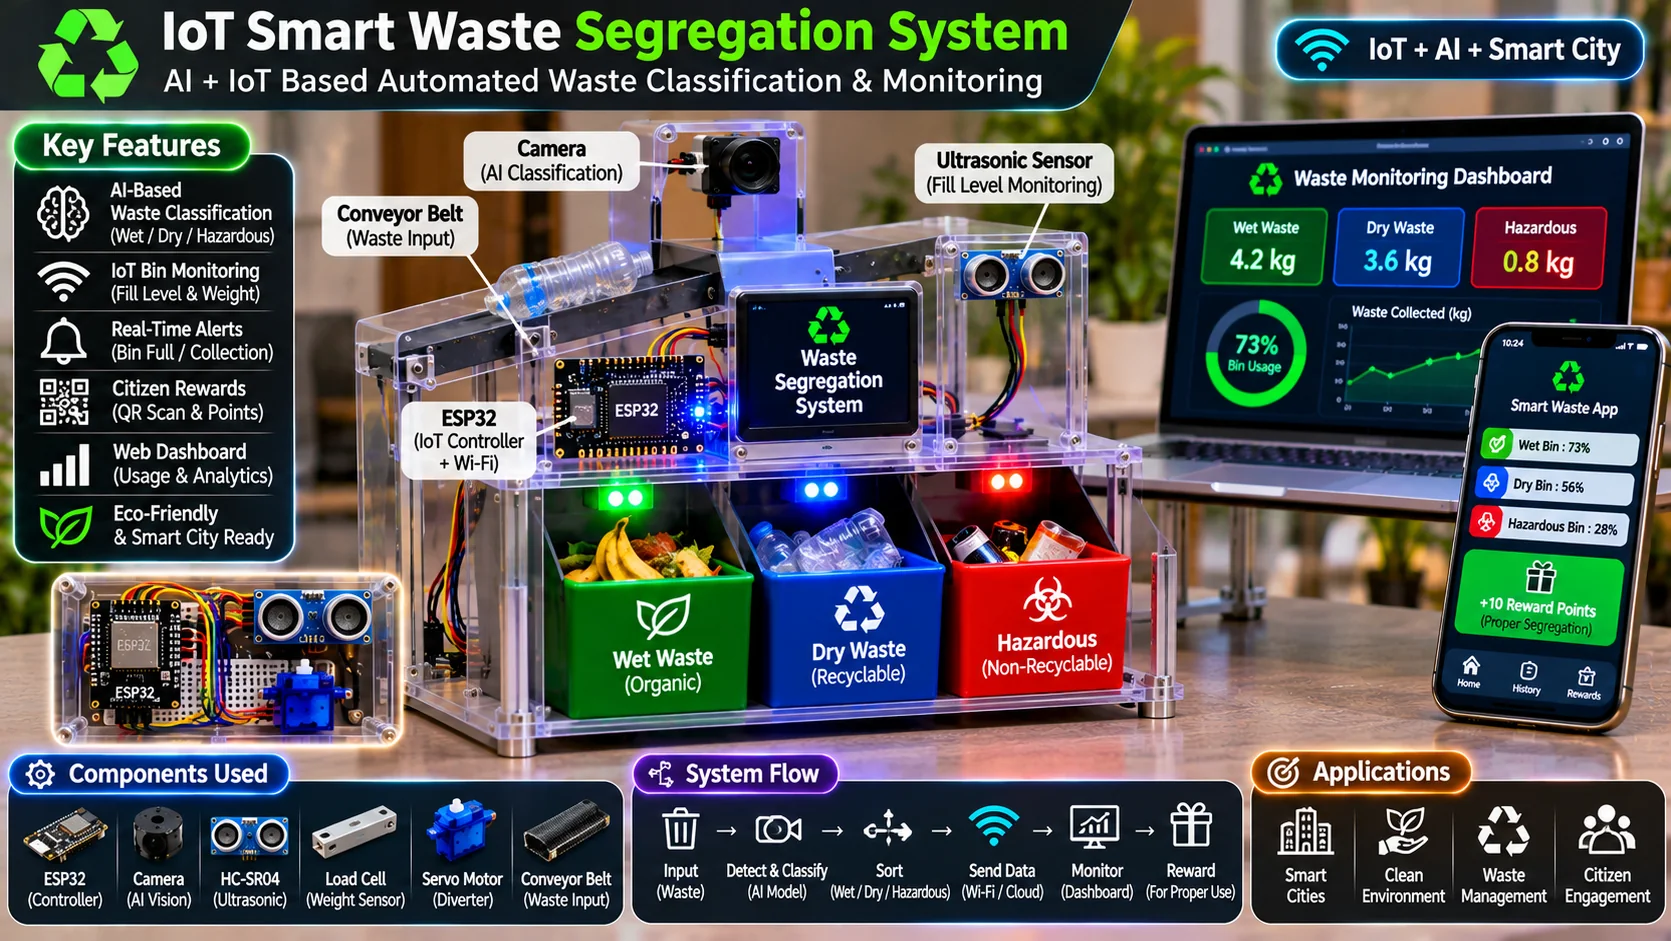 IoT Smart Waste Segregation System
AI + IoT Based Automated Waste Classification & Monitoring
IoT + AI + Smart City
Key Features
AI-Based
Waste Classification
(Wet / Dry / Hazardous)
IoT Bin Monitoring
(Fill Level & Weight)
Real-Time Alerts
(Bin Full / Collection)
Citizen Rewards
(QR Scan & Points)
Web Dashboard
(Usage & Analytics)
Eco-Friendly
& Smart City Ready
Camera
(AI Classification)
Conveyor Belt
(Waste Input)
Ultrasonic Sensor
(Fill Level Monitoring)
ESP32
(IoT Controller
+ Wi-Fi)
ESP32
Waste
Segregation
System
Wet Waste
(Organic)
Dry Waste
(Recyclable)
Hazardous
(Non-Recyclable)
Waste Monitoring Dashboard
Wet Waste
4.2 kg
Dry Waste
3.6 kg
Hazardous
0.8 kg
73%
Bin Usage
Waste Collected (kg)
10:24
Smart Waste App
Wet Bin : 73%
Dry Bin : 56%
Hazardous Bin : 28%
+10 Reward Points
(Proper Segregation)
Home
History
Rewards
ESP32
ESP32
Components Used
ESP32
(Controller)
Camera
(AI Vision)
HC-SR04
(Ultrasonic)
Load Cell
(Weight Sensor)
Servo Motor
(Diverter)
Conveyor Belt
(Waste Input)
System Flow
Input
(Waste)
Detect & Classify
(AI Model)
Sort
(Wet / Dry / Hazardous)
Send Data
(Wi-Fi / Cloud)
Monitor
(Dashboard)
Reward
(For Proper Use)
Applications
Smart
Cities
Clean
Environment
Waste
Management
Citizen
Engagement